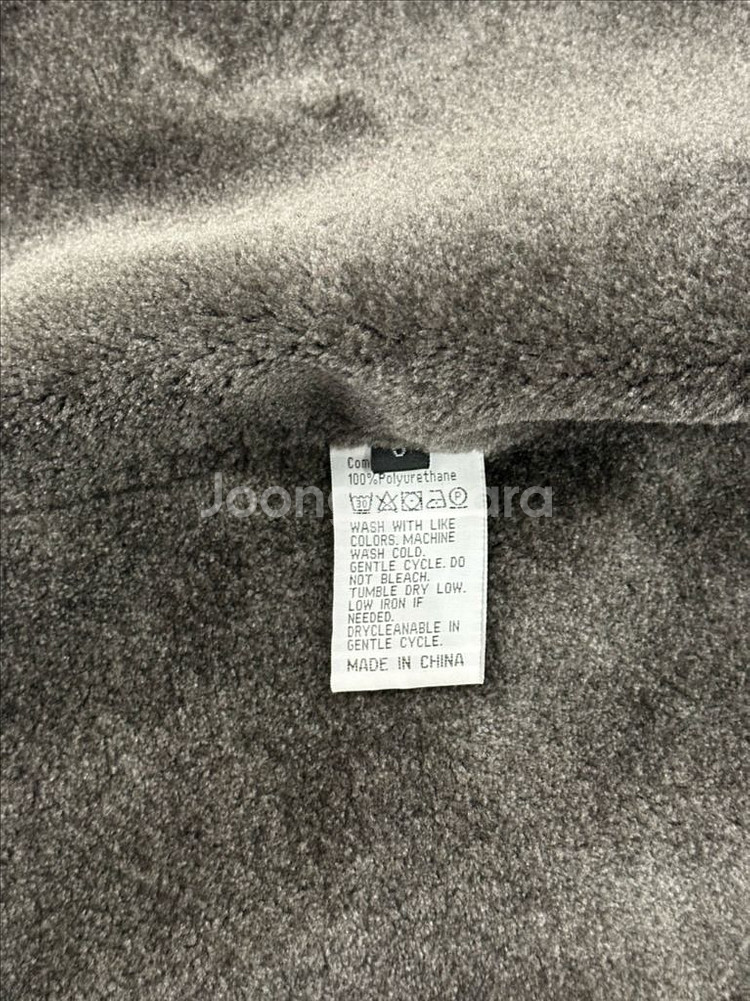 100%Polyurethane
30
WASH WITH LIKE
COLORS. MACHINE
WASH COLD.
GENTLE CYCLE. DO
NOT BLEACH.
TUMBLE DRY LOW.
LOW IRON IF
NEEDED.
DRYCLEANABLE IN
GENTLE CYCLE.
MADE IN CHINA